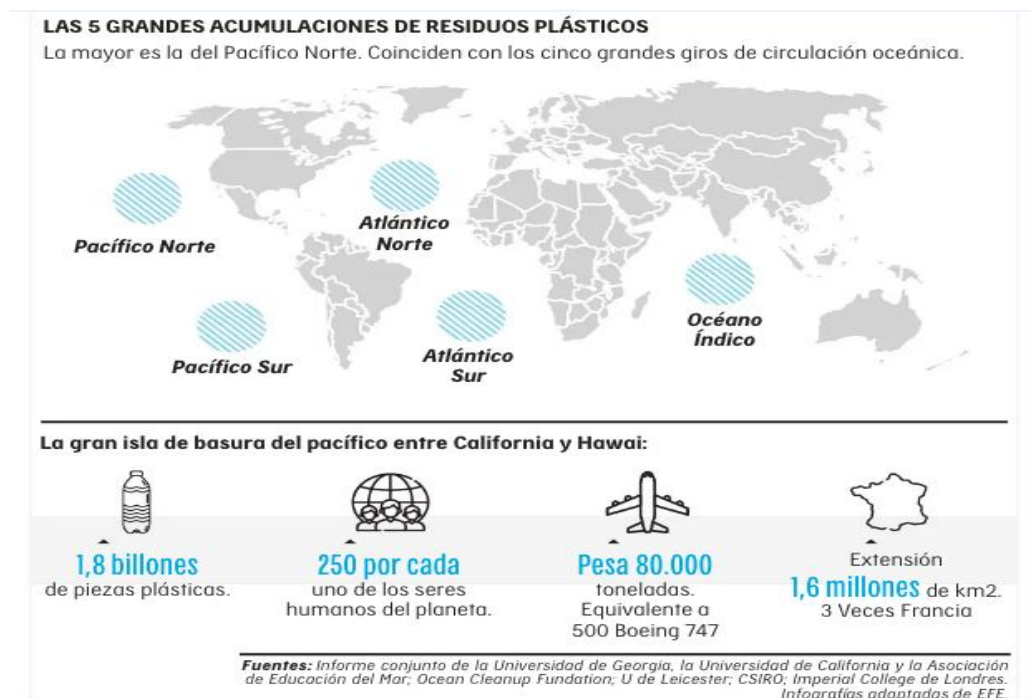 LAS 5 GRANDES ACUMULACIONES DE RESIDUOS PLÁSTICOS
La mayor es la del Pacífico Norte. Coinciden con los cinco grandes giros de circulación oceánica.
Pacífico Norte
Atlántico
Norte
Pacífico Sur
Atlántico
Sur
Océano
Índico
La gran isla de basura del pacífico entre California y Hawai:
1,8 billones
de piezas plásticas.
250 por cada
uno de los seres
humanos del planeta.
Pesa 80.000
toneladas.
Equivalente a
500 Boeing 747
Extensión
1,6 millones de km2.
3 Veces Francia
Fuentes: Informe conjunto de la Universidad de Georgia, la Universidad de California y la Asociación
de Educación del Mar; Ocean Cleanup Fundation; U de Leicester; CSIRO; Imperial College de Londres.
Infografías adaptadas de EFE.